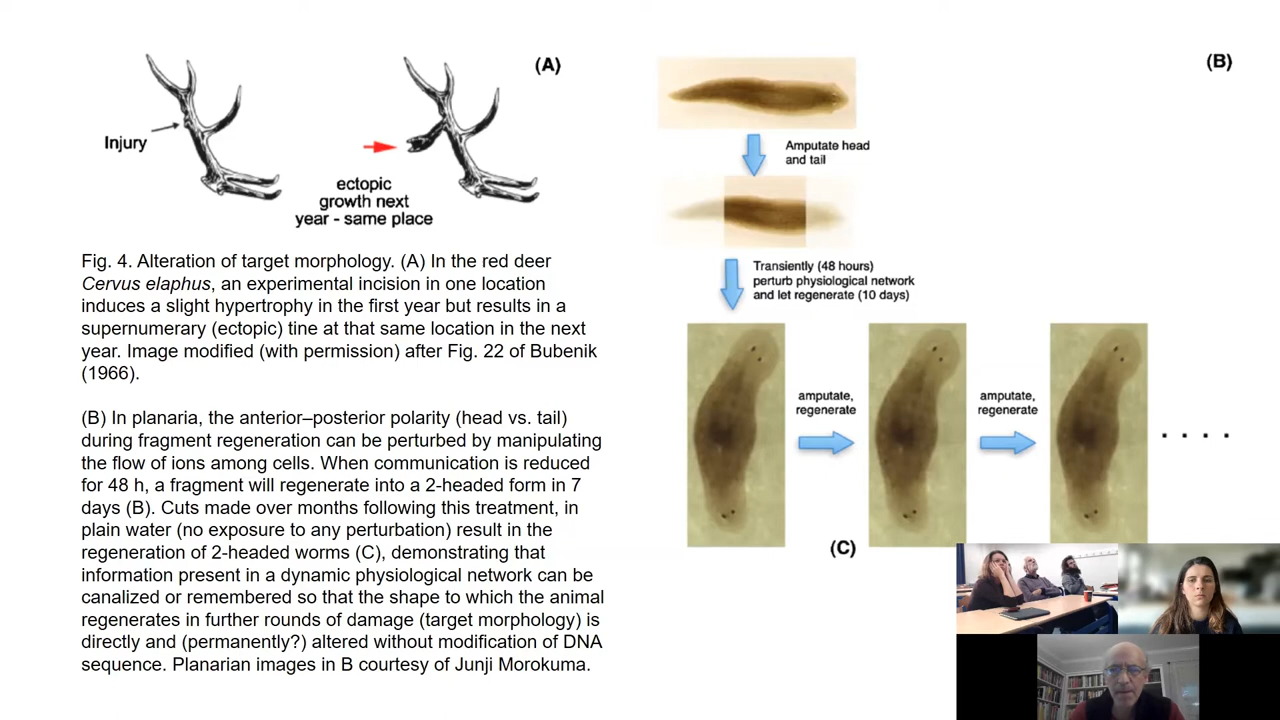 (A)
Injury
ectopic
growth next
year - same place
Fig. 4. Alteration of target morphology. (A) In the red deer
Cervus elaphus, an experimental incision in one location
induces a slight hypertrophy in the first year but results in a
supernumerary (ectopic) tine at that same location in the next
year. Image modified (with permission) after Fig. 22 of Bubenik
(1966).
(B) In planaria, the anterior–posterior polarity (head vs. tail)
during fragment regeneration can be perturbed by manipulating
the flow of ions among cells. When communication is reduced
for 48 h, a fragment will regenerate into a 2-headed form in 7
days (B). Cuts made over months following this treatment, in
plain water (no exposure to any perturbation) result in the
regeneration of 2-headed worms (C), demonstrating that
information present in a dynamic physiological network can be
canalized or remembered so that the shape to which the animal
regenerates in further rounds of damage (target morphology) is
directly and (permanently?) altered without modification of DNA
sequence. Planarian images in B courtesy of Junji Morokuma.
(B)
Amputate head
and tail
Transiently (48 hours)
perturb physiological network
and let regenerate (10 days)
amputate,
regenerate
amputate,
regenerate
. . . .
(C)